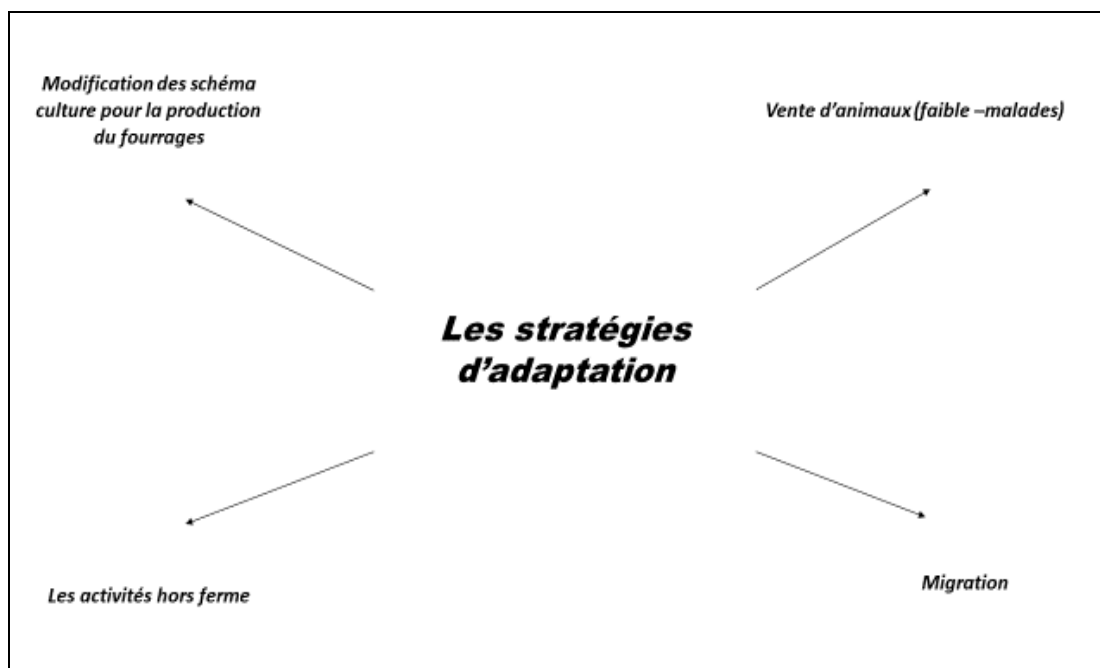 Modification des schéma
culture pour la production
du fourrages
Vente d'animaux (faible –malades)
Les stratégies
d'adaptation
Les activités hors ferme
Migration